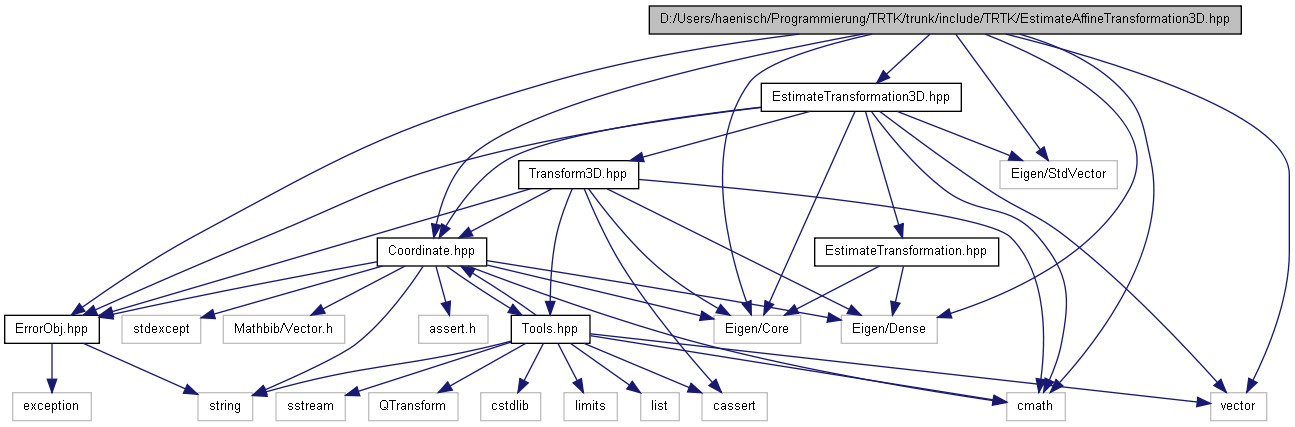 D:/Users/haenisch/Programmierung/TRTK/trunk/include/TRTK/EstimateAffineTransformation3D.hpp
EstimateTransformation3D.hpp
Transform3D.hpp
Eigen/StdVector
Coordinate.hpp
EstimateTransformation.hpp
ErrorObj.hpp
stdexcept
Mathbib/Vector.h
assert.h
Tools.hpp
Eigen/Core
Eigen/Dense
exception
string
sstream
QTransform
cstdlib
limits
list
cassert
cmath
vector